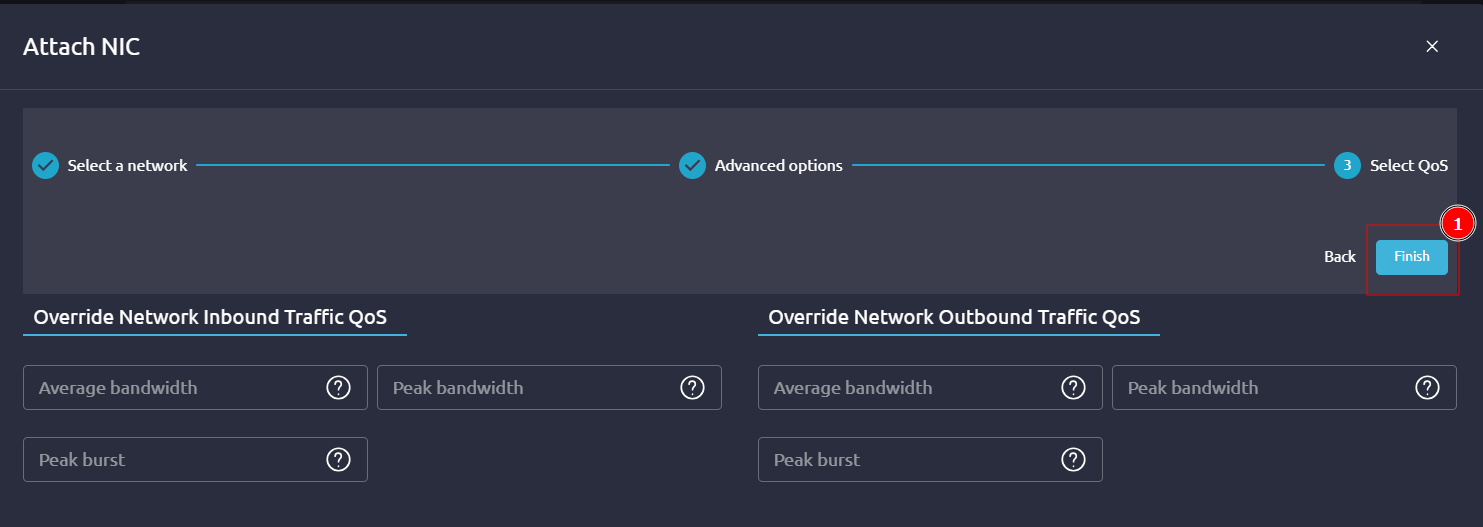 Attach NIC
Select a network
Advanced options
3 Select QoS
1
Back Finish
Override Network Inbound Traffic QoS
Override Network Outbound Traffic QoS
Average bandwidth ? Peak bandwidth ? Average bandwidth ? Peak bandwidth ?
Peak burst ? Peak burst ?